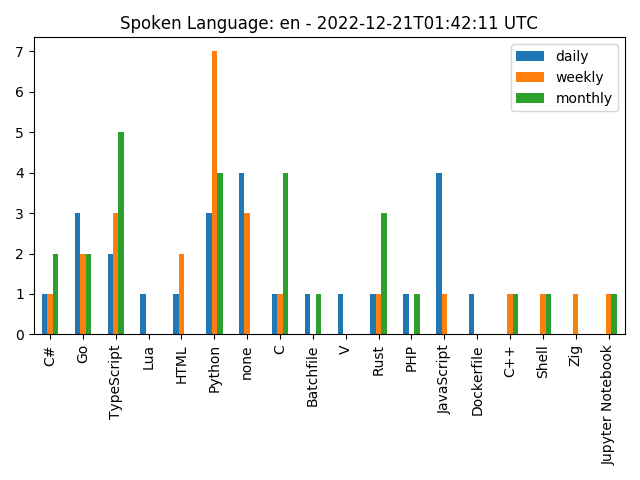 Spoken Language: en - 2022-12-21T01:42:11 UTC
daily
weekly
monthly
7
6
5
4
3
2
1
0
C#
Go
TypeScript
Lua
HTML
Python
none
C
Batchfile
V
Rust
PHP
JavaScript
Dockerfile
C++
Shell
Zig
Jupyter Notebook